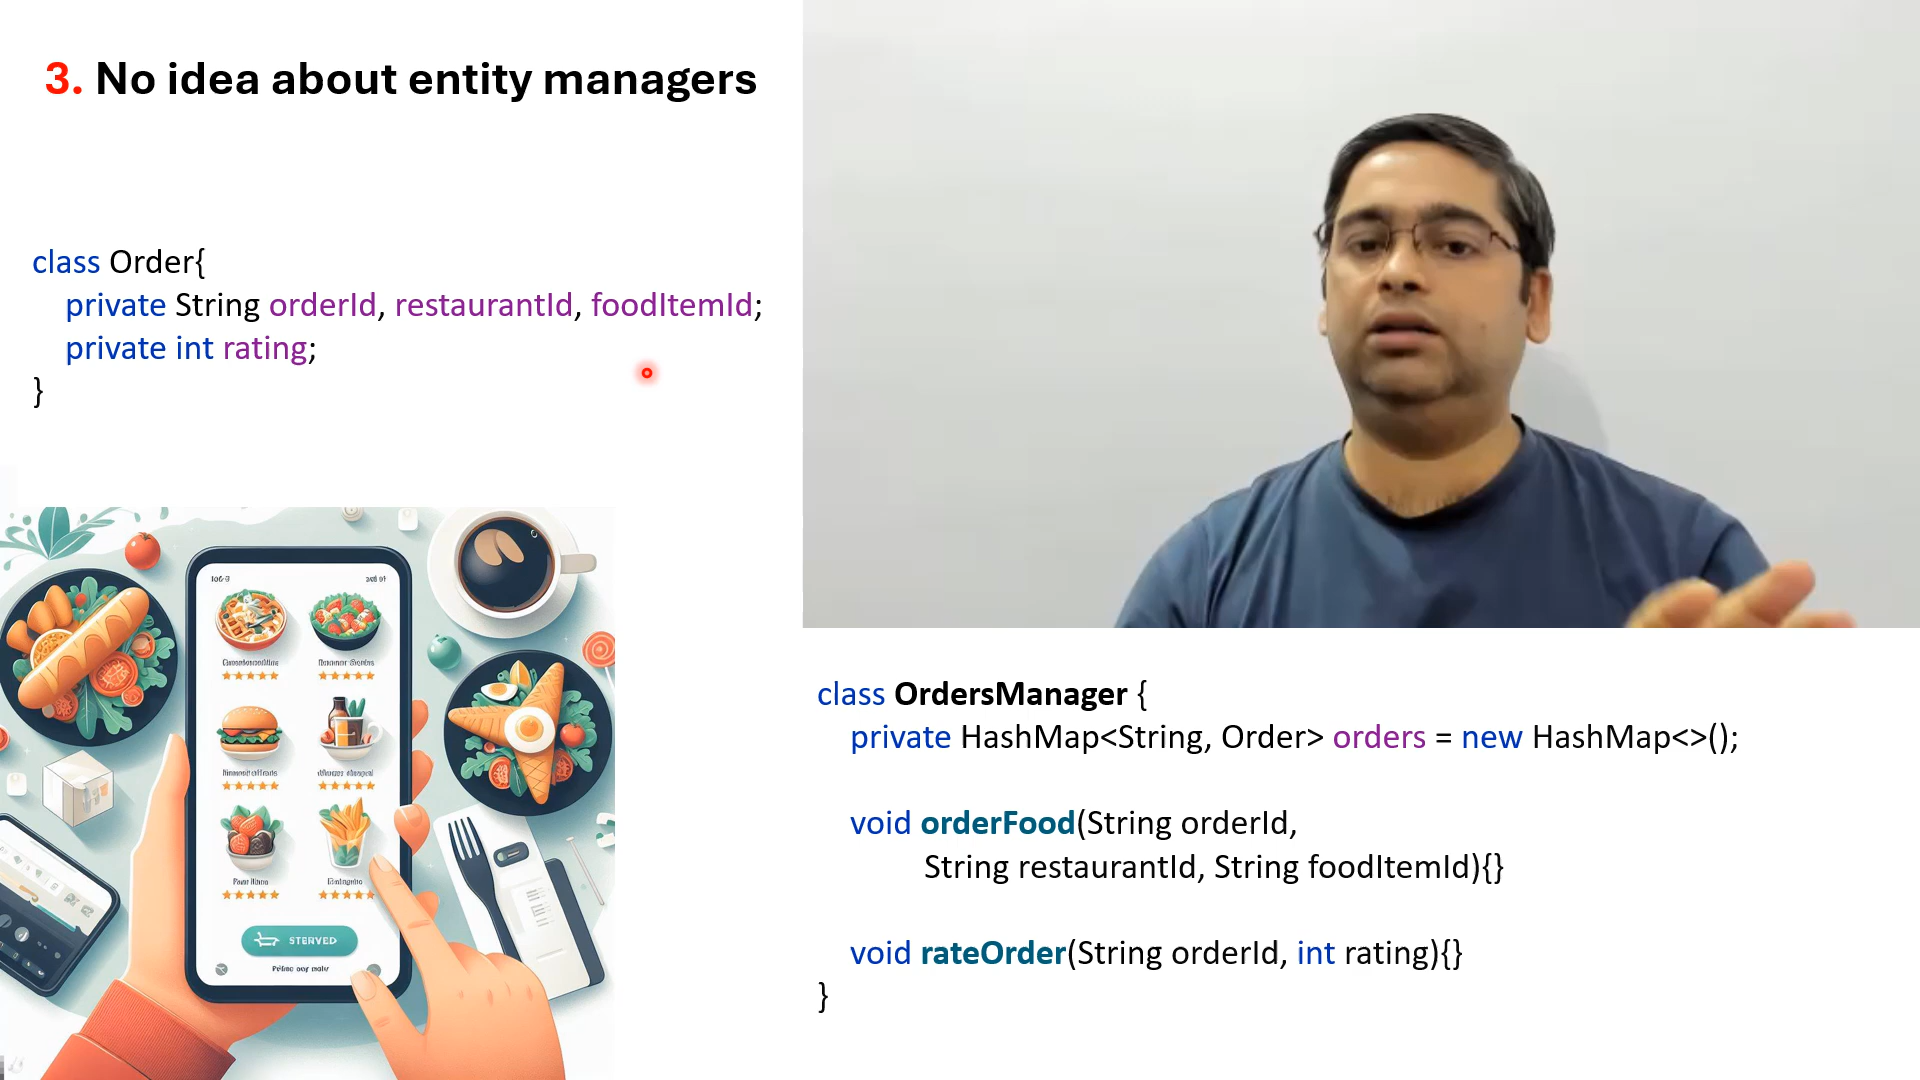 3. No idea about entity managers
class Order{
private String orderId, restaurantId, foodItemId;
private int rating;
}
STERVED
class OrdersManager {
private HashMap<String, Order> orders = new HashMap<>();
void orderFood(String orderId,
String restaurantId, String foodItemId){}
void rateOrder(String orderId, int rating){}
}